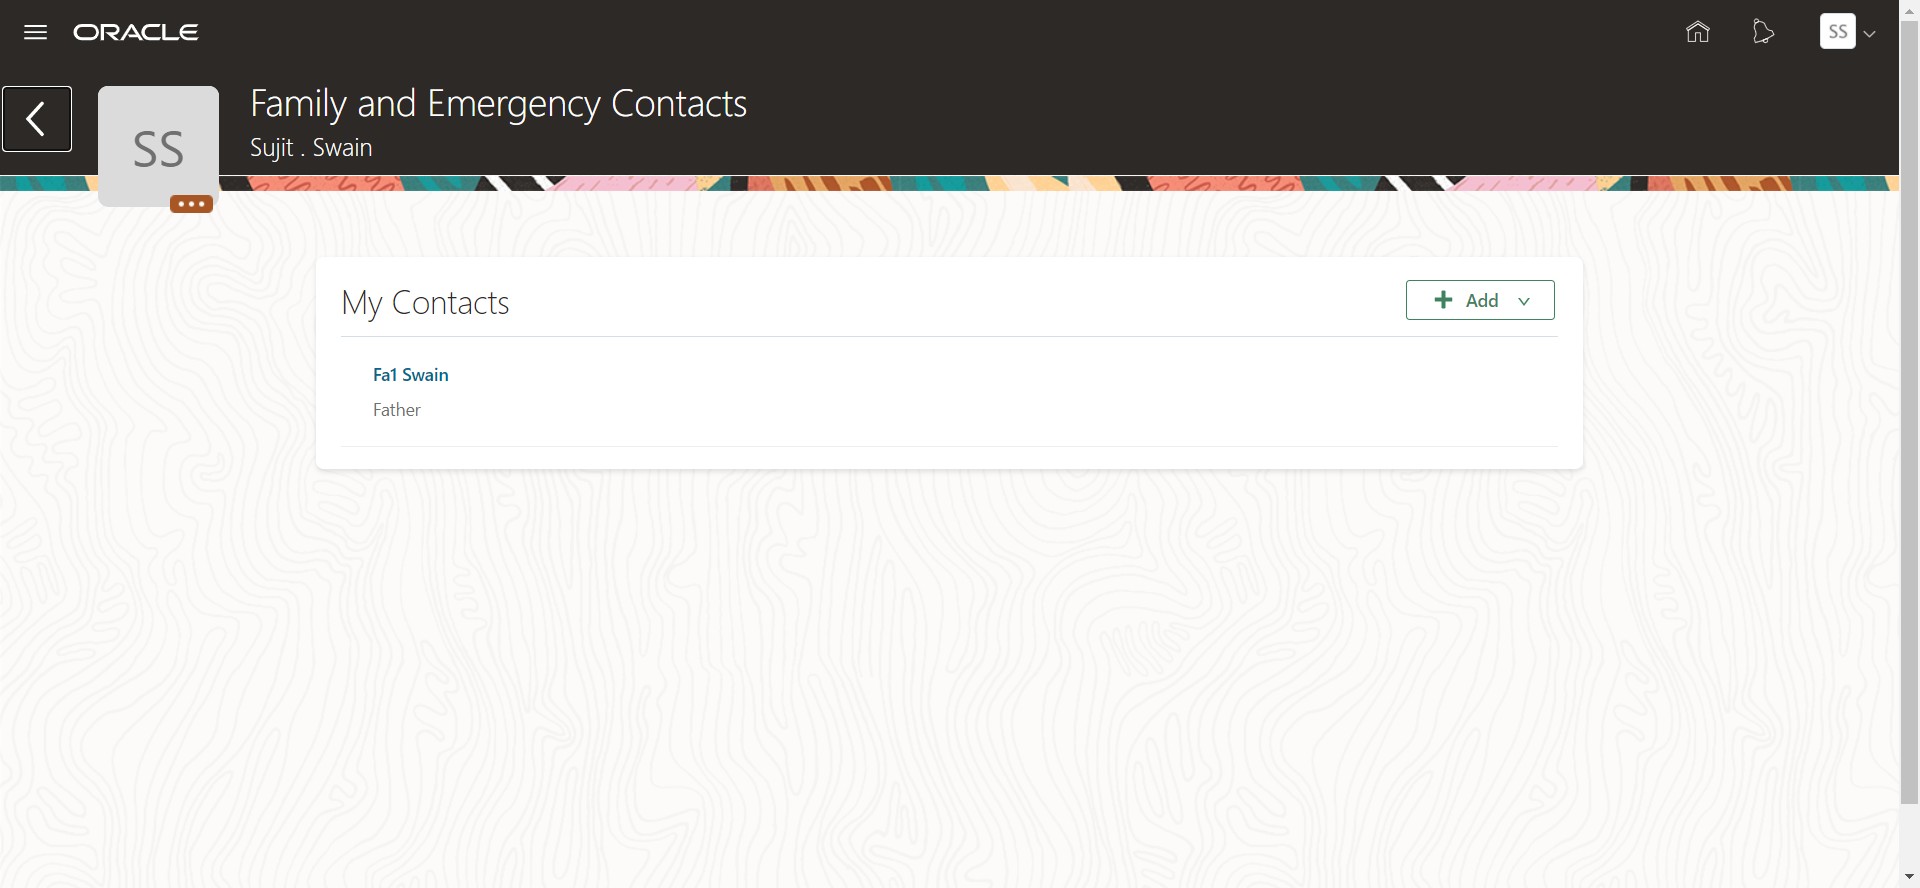 ORACLE
SS
SS
Family and Emergency Contacts
Sujit . Swain
My Contacts
Add
Fa1 Swain
Father